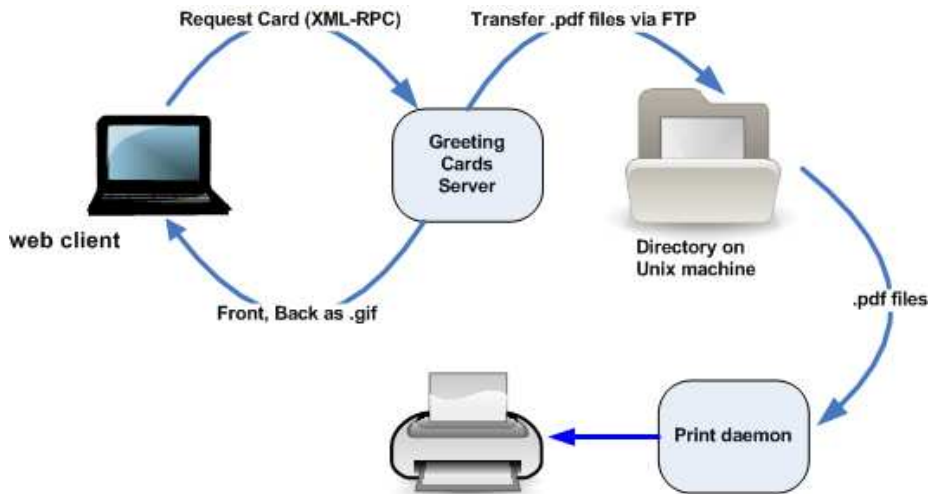 Request Card (XML-RPC)
Transfer .pdf files via FTP
Greeting
Cards
Server
web client
Directory on
Unix machine
.pdf files
Front, Back as .gif
Print daemon